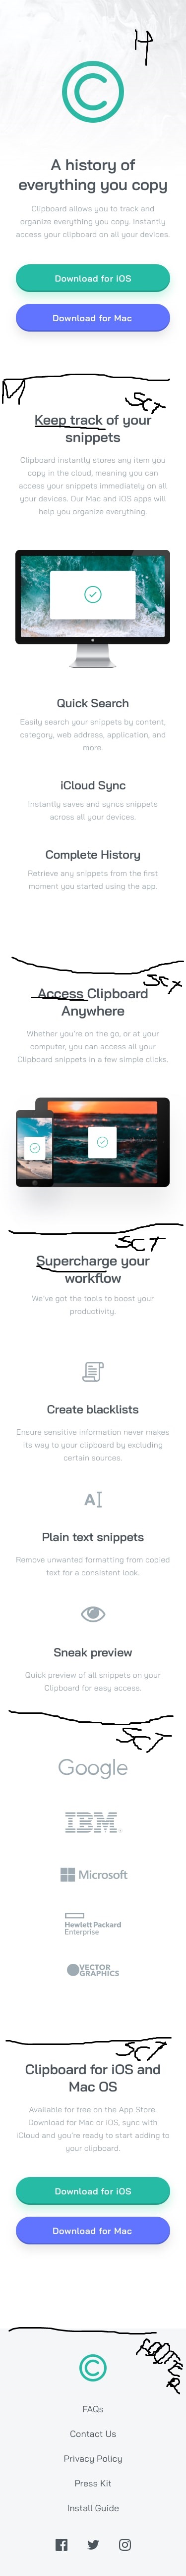 H
A history of
everything you copy
Clipboard allows you to track and
organize everything you copy. Instantly
access your clipboard on all your devices.
Download for iOS
Download for Mac
M
SCT
Keep track of your
snippets
Clipboard instantly stores any item you
copy in the cloud, meaning you can
access your snippets immediately on all
your devices. Our Mac and iOS apps will
help you organize everything.
Quick Search
Easily search your snippets by content,
category, web address, application, and
more.
iCloud Sync
Instantly saves and syncs snippets
across all your devices.
Complete History
Retrieve any snippets from the first
moment you started using the app.
SCT
Access Clipboard
Anywhere
Whether you're on the go, or at your
computer, you can access all your
Clipboard snippets in a few simple clicks.
SCT
Supercharge your
workflow
We've got the tools to boost your
productivity.
Create blacklists
Ensure sensitive information never makes
its way to your clipboard by excluding
certain sources.
A
Plain text snippets
Remove unwanted formatting from copied
text for a consistent look.
Sneak preview
Quick preview of all snippets on your
Clipboard for easy access.
SCT
Google
IBM
Microsoft
Hewlett Packard
Enterprise
VECTOR
GRAPHICS
SCT
Clipboard for iOS and
Mac OS
Available for free on the App Store.
Download for Mac or iOS, sync with
iCloud and you're ready to start adding to
your clipboard.
Download for iOS
Download for Mac
FAQs
Contact Us
Privacy Policy
Press Kit
Install Guide